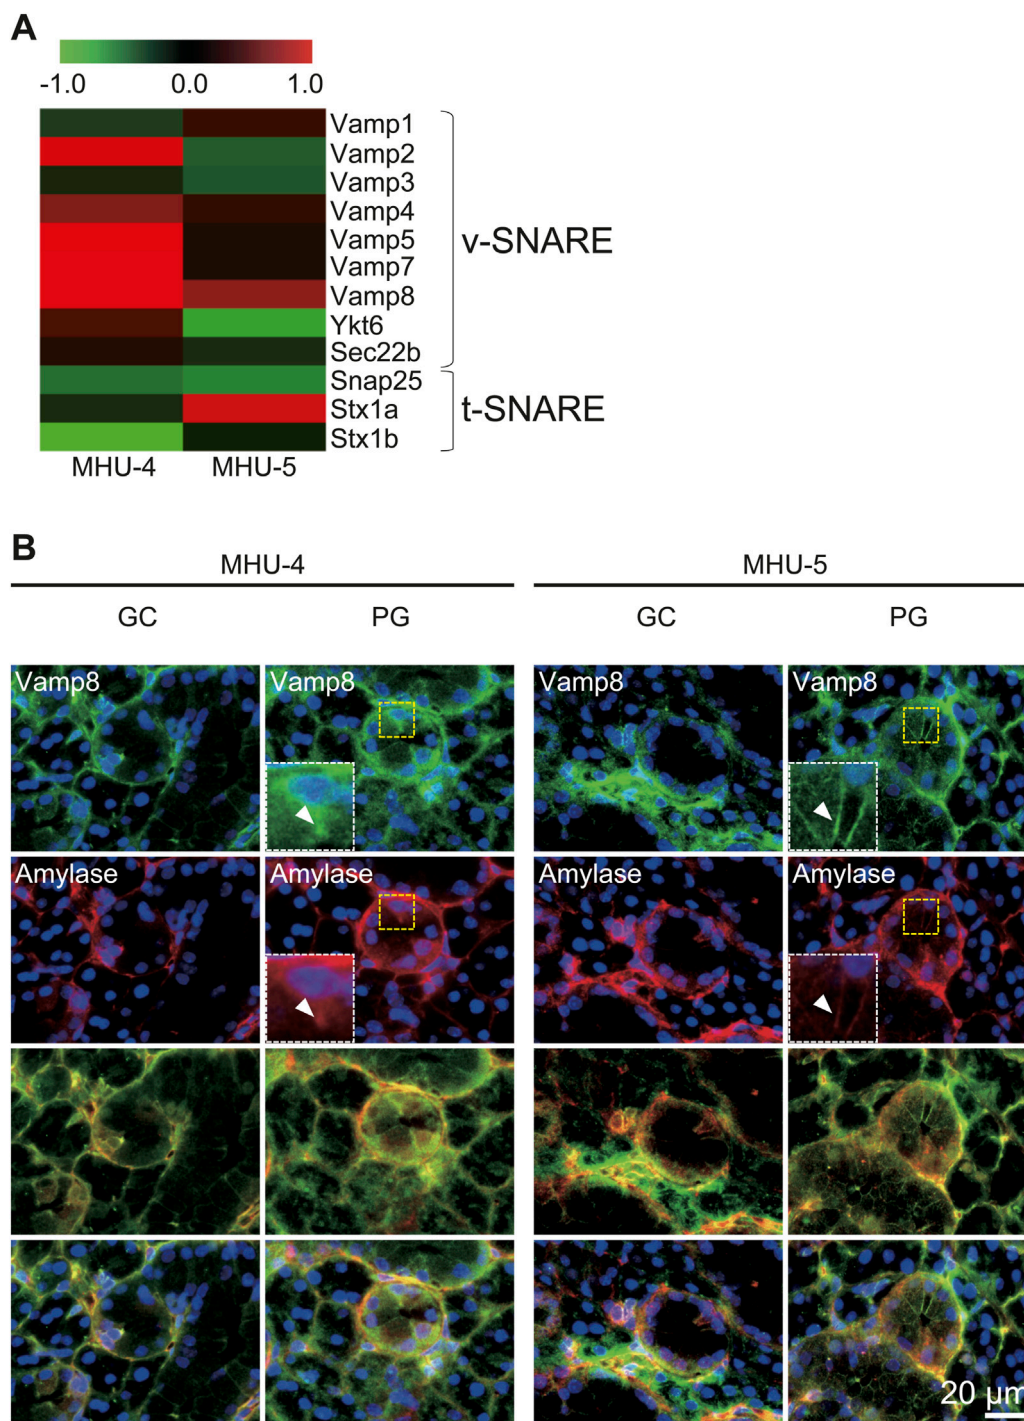 A
-1.0 0.0 1.0
Vamp1
Vamp2
Vamp3
Vamp4
Vamp5
Vamp7
Vamp8
Ykt6
Sec22b
v-SNARE
Snap25
Stx1a
Stx1b
t-SNARE
MHU-4 MHU-5
B
MHU-4 MHU-5
GC PG GC PG
Vamp8 Vamp8 Vamp8 Vamp8
Amylase Amylase Amylase Amylase
20 µm